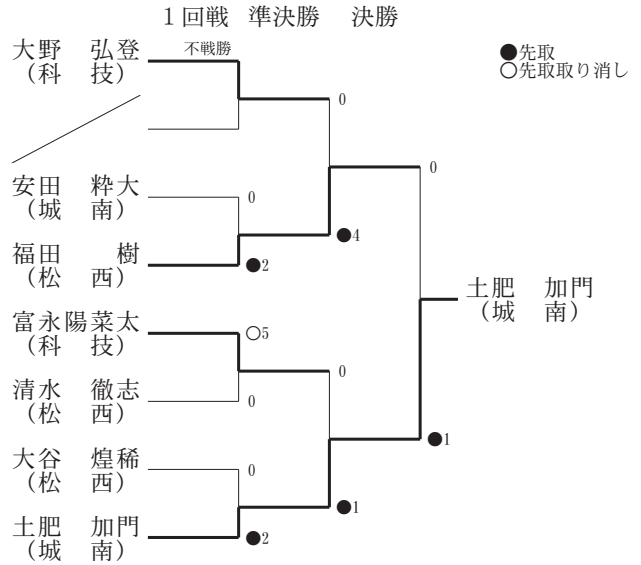 1回戦 準決勝 決勝
大野 弘登
(科 技)
不戦勝
●先取
○先取取り消し
0
0
安田 粋大
(城 南)
0
●4
福田 樹
(松 西)
●2
土肥 加門
(城 南)
富永陽菜太
(科 技)
○5
0
清水 徹志
(松 西)
0
●1
大谷 煌稀
(松 西)
0
●1
土肥 加門
(城 南)
●2